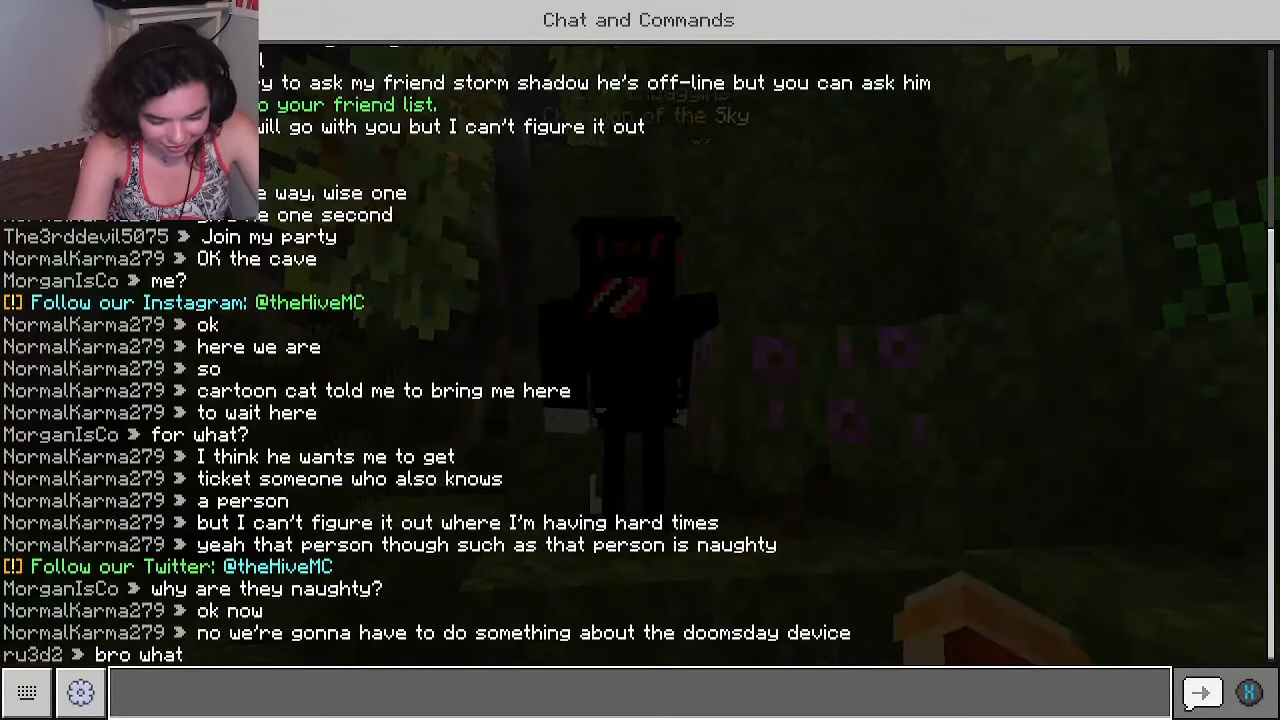 Chat and Commands
y to ask my friend storm shadow he's off-line but you can ask him
o your friend list.
of the Sky
will go with you but I can't figure it out
e way, wise one
e one second
The3rddevil5075 > Join my party
NormalKarma279 > OK the cave
MorganIsCo > me?
[!] Follow our Instagram: @theHiveMC
NormalKarma279 > ok
NormalKarma279 > here we are
NormalKarma279 > so
NormalKarma279 > cartoon cat told me to bring me here
NormalKarma279 > to wait here
MorganIsCo > for what?
NormalKarma279 > I think he wants me to get
NormalKarma279 > ticket someone who also knows
NormalKarma279 > a person
NormalKarma279 > but I can't figure it out where I'm having hard times
NormalKarma279 > yeah that person though such as that person is naughty
[!] Follow our Twitter: @theHiveMC
MorganIsCo > why are they naughty?
NormalKarma279 > ok now
NormalKarma279 > no we're gonna have to do something about the doomsday device
ru3d2 > bro what
X